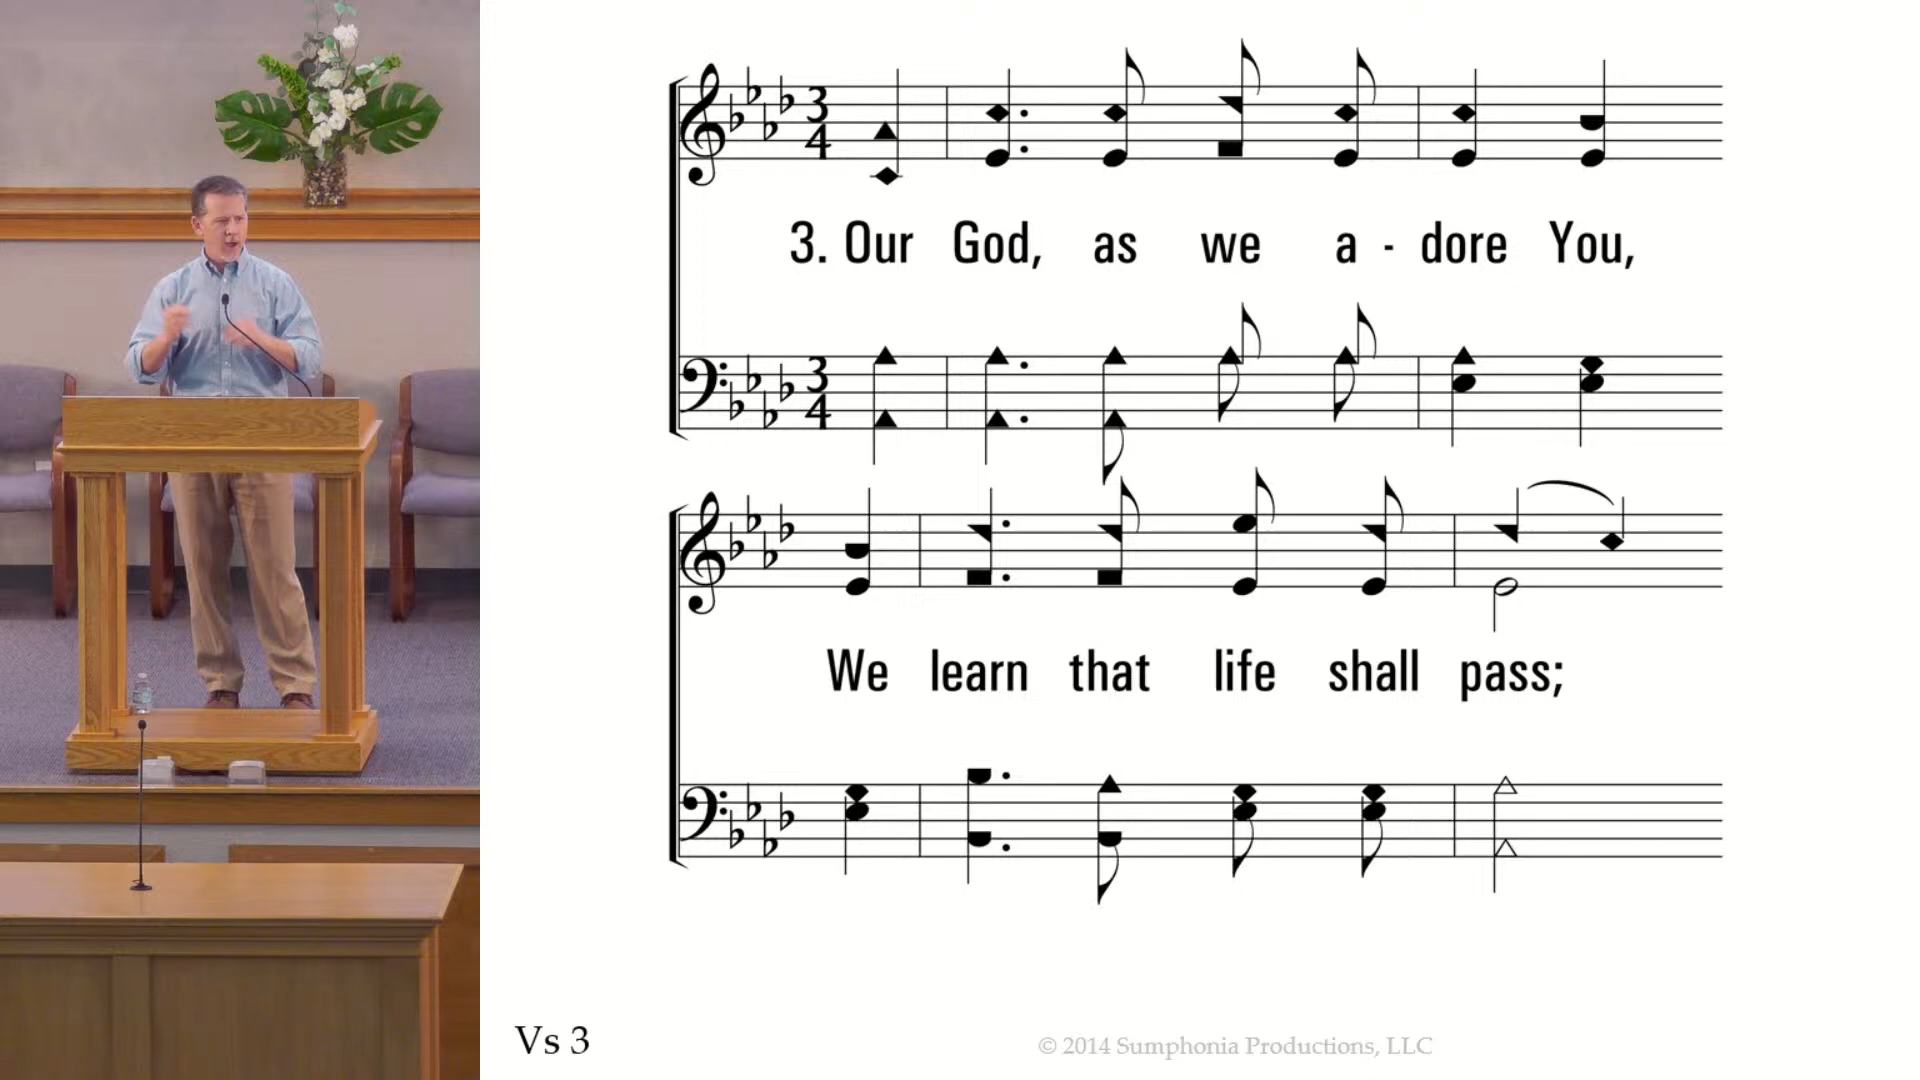 3. Our God, as we a - dore You,
We learn that life shall pass;
Vs 3
© 2014 Sumphonia Productions, LLC